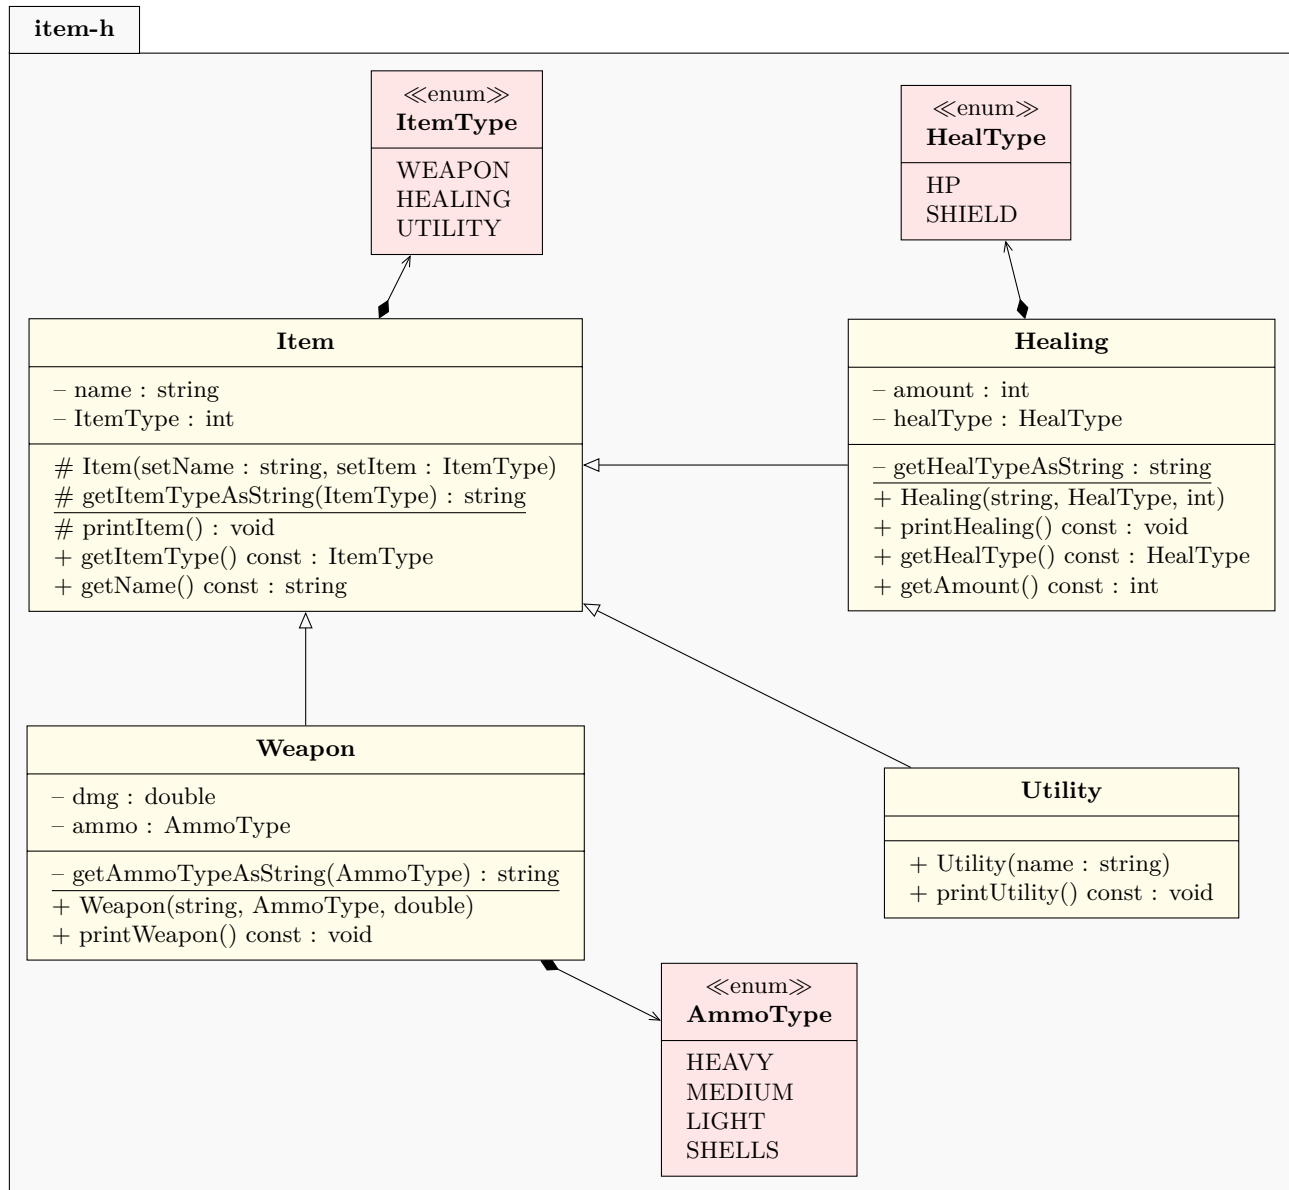 item-h
≪enum≫
ItemType
WEAPON
HEALING
UTILITY
≪enum≫
HealType
HP
SHIELD
Item
– name : string
– ItemType : int
# Item(setName : string, setItem : ItemType)
# getItemTypeAsString(ItemType) : string
# printItem() : void
+ getItemType() const : ItemType
+ getName() const : string
Healing
– amount : int
– healType : HealType
– getHealTypeAsString : string
+ Healing(string, HealType, int)
+ printHealing() const : void
+ getHealType() const : HealType
+ getAmount() const : int
Weapon
– dmg : double
– ammo : AmmoType
– getAmmoTypeAsString(AmmoType) : string
+ Weapon(string, AmmoType, double)
+ printWeapon() const : void
Utility
+ Utility(name : string)
+ printUtility() const : void
≪enum≫
AmmoType
HEAVY
MEDIUM
LIGHT
SHELLS